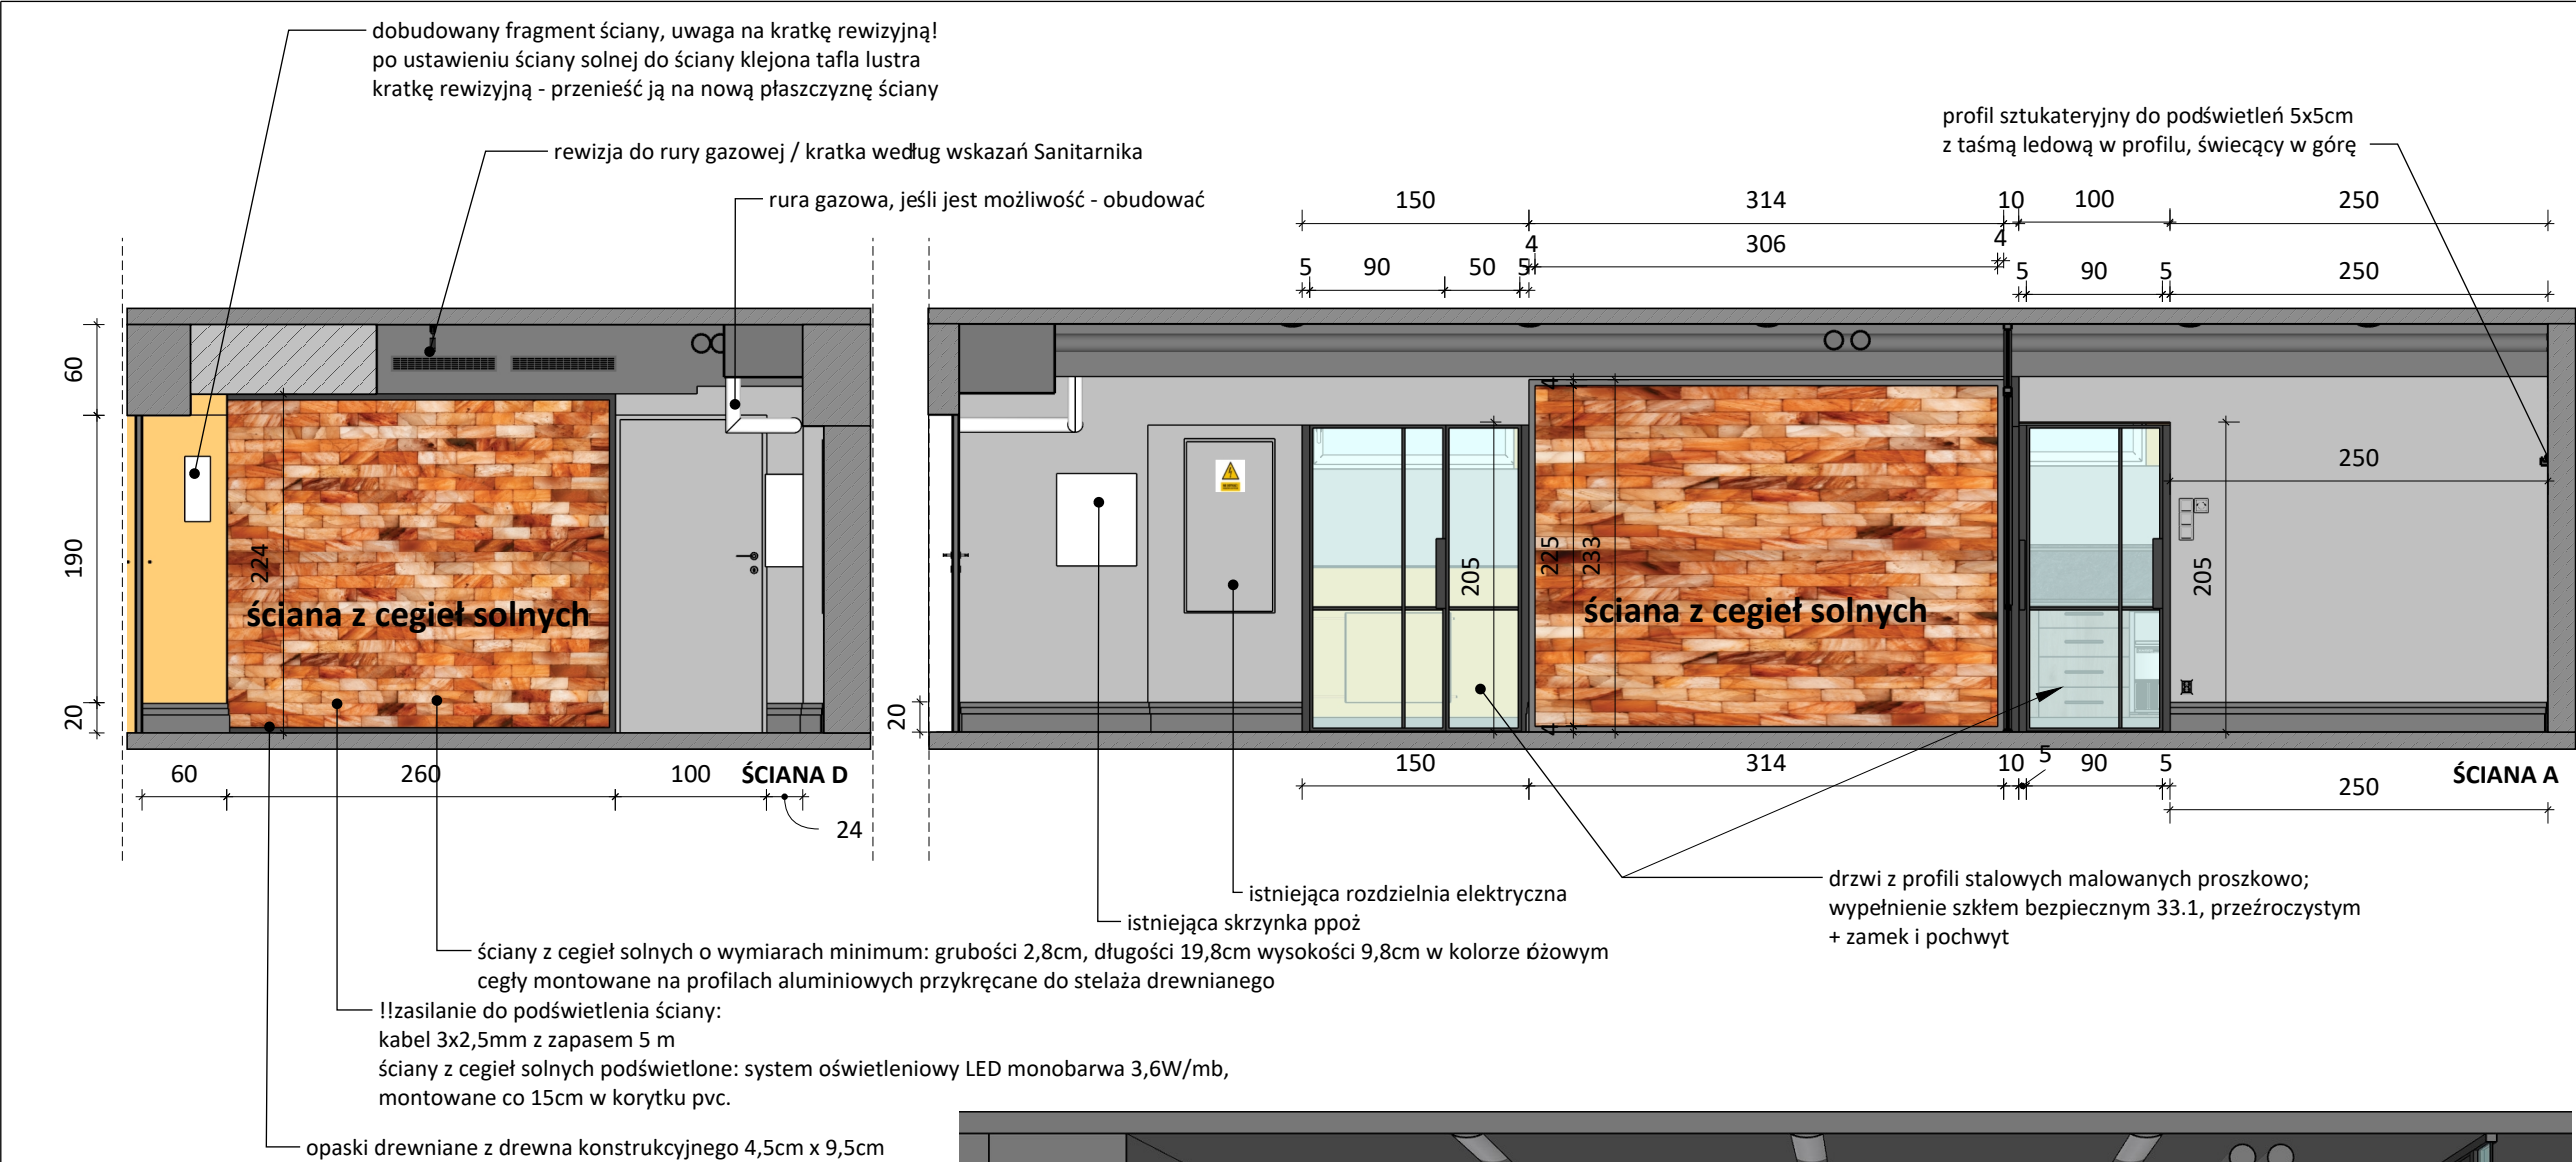 dobudowany fragment ściany, uwaga na kratkę rewizyjną!
po ustawieniu ściany solnej do ściany klejona tafla lustra
kratkę rewizyjną - przenieść ją na nową płaszczyznę ściany
rewizja do rury gazowej / kratka według wskazań Sanitarnika
rura gazowa, jeśli jest możliwość - obudować
profil sztukateryjny do podświetleń 5x5cm
z taśmą ledową w profilu, świecący w górę
150 314 10 100 250
4 306 4
5 90 50 5 5 90 5 250
60
190
20
224
ściana z cegieł solnych
60 260 100 ŚCIANA D
24
20
205
4
225
233
4
ściana z cegieł solnych
205
250
150 314 10 5 90 5 250 ŚCIANA A
drzwi z profili stalowych malowanych proszkowo;
wypełnienie szkłem bezpiecznym 33.1, przeźroczystym
+ zamek i pochwyt
istniejąca rozdzielnia elektryczna
istniejąca skrzynka ppoż
ściany z cegieł solnych o wymiarach minimum: grubości 2,8cm, długości 19,8cm wysokości 9,8cm w kolorze różowym
cegły montowane na profilach aluminiowych przykręcane do stelaża drewnianego
!!zasilanie do podświetlenia ściany:
kabel 3x2,5mm z zapasem 5 m
ściany z cegieł solnych podświetlone: system oświetleniowy LED monobarwa 3,6W/mb,
montowane co 15cm w korytku pvc.
opaski drewniane z drewna konstrukcyjnego 4,5cm x 9,5cm